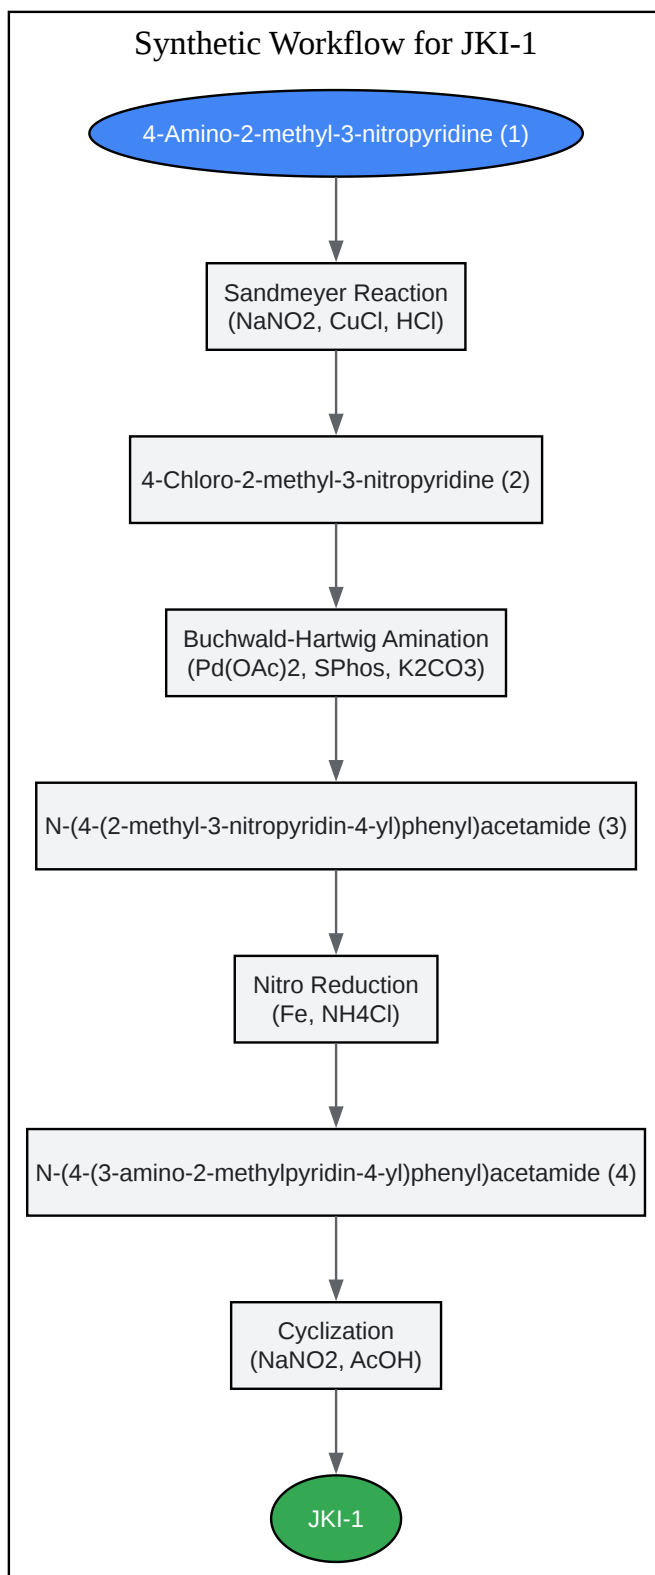 Synthetic Workflow for JKI-1
4-Amino-2-methyl-3-nitropyridine (1)
Sandmeyer Reaction
(NaNO2, CuCl, HCl)
4-Chloro-2-methyl-3-nitropyridine (2)
Buchwald-Hartwig Amination
(Pd(OAc)2, SPhos, K2CO3)
N-(4-(2-methyl-3-nitropyridin-4-yl)phenyl)acetamide (3)
Nitro Reduction
(Fe, NH4Cl)
N-(4-(3-amino-2-methylpyridin-4-yl)phenyl)acetamide (4)
Cyclization
(NaNO2, AcOH)
JKI-1